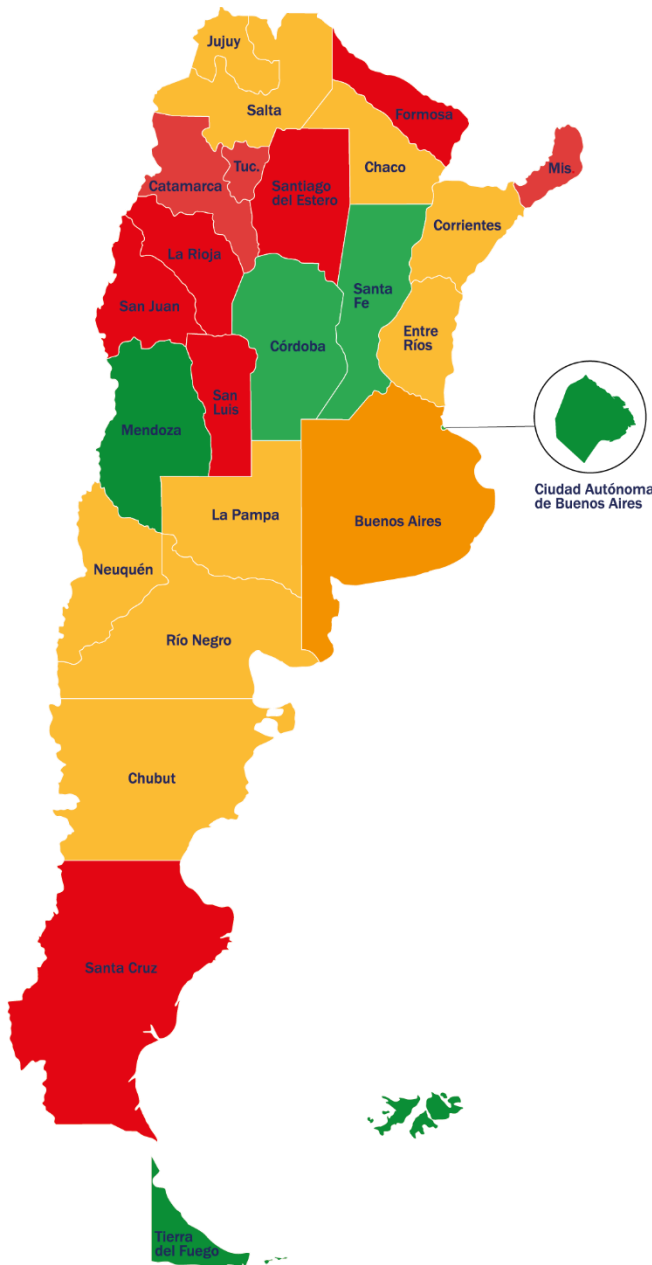 Jujuy
Salta
Formosa
Chaco
Mis.
Tuc.
Catamarca
Santiago
del Estero
Corrientes
La Rioja
San Juan
Santa
Fe
Entre
Ríos
Córdoba
San
Luis
Mendoza
Ciudad Autónoma
de Buenos Aires
La Pampa
Buenos Aires
Neuquén
Río Negro
Chubut
Santa Cruz
Tierra
del Fuego